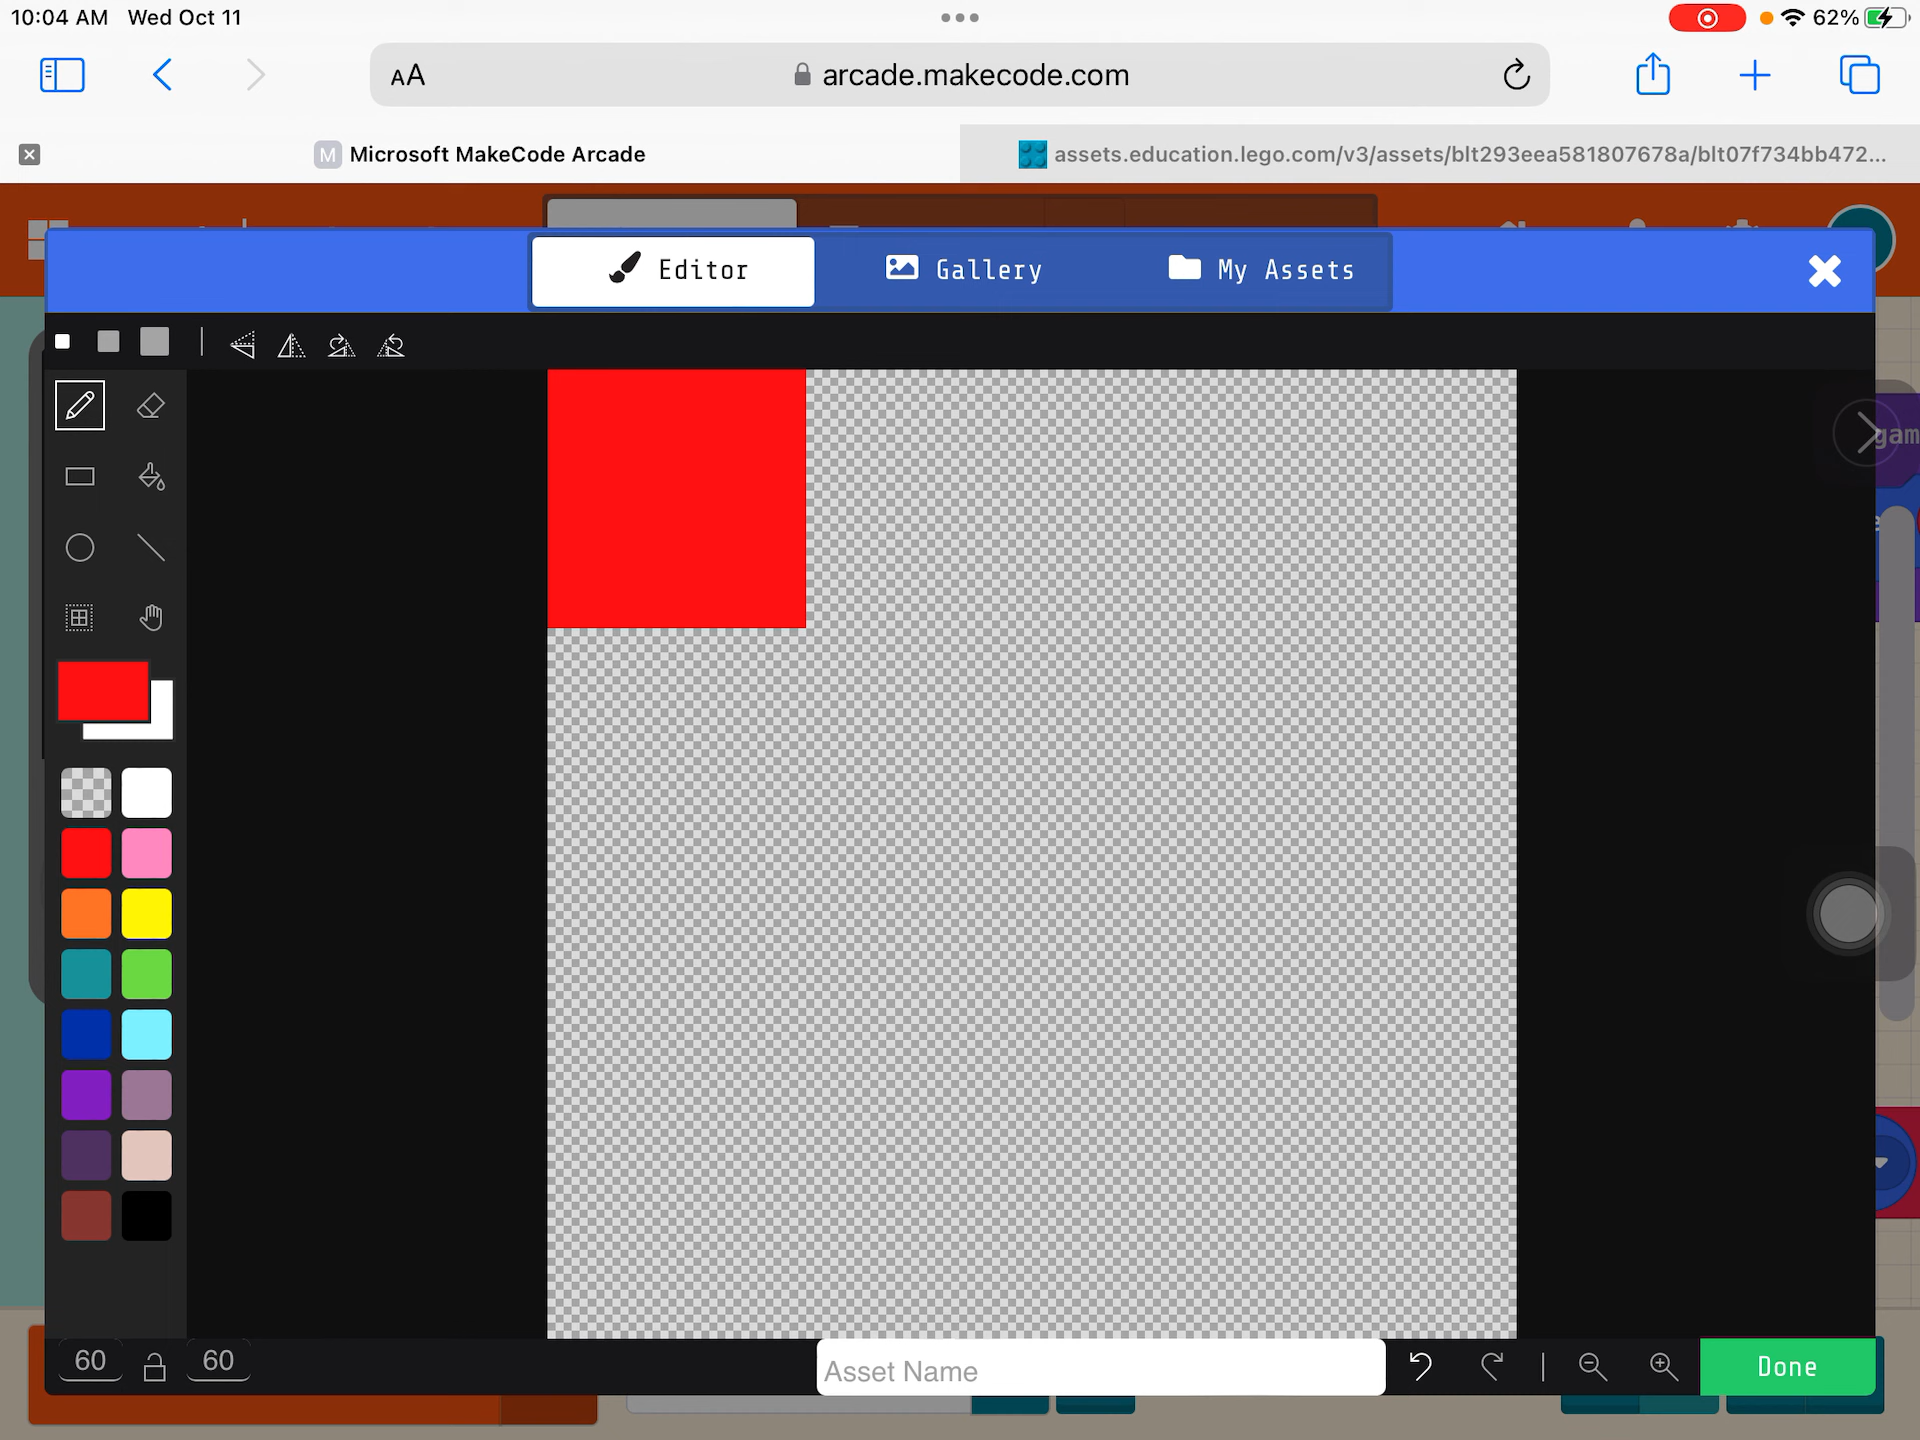 10:04 AM Wed Oct 11
62%
AA
arcade.makecode.com
M
Microsoft MakeCode Arcade
assets.education.lego.com/v3/assets/blt293eea581807678a/blt07f734bb472...
Editor
Gallery
My Assets
gam
60
60
Asset Name
Done